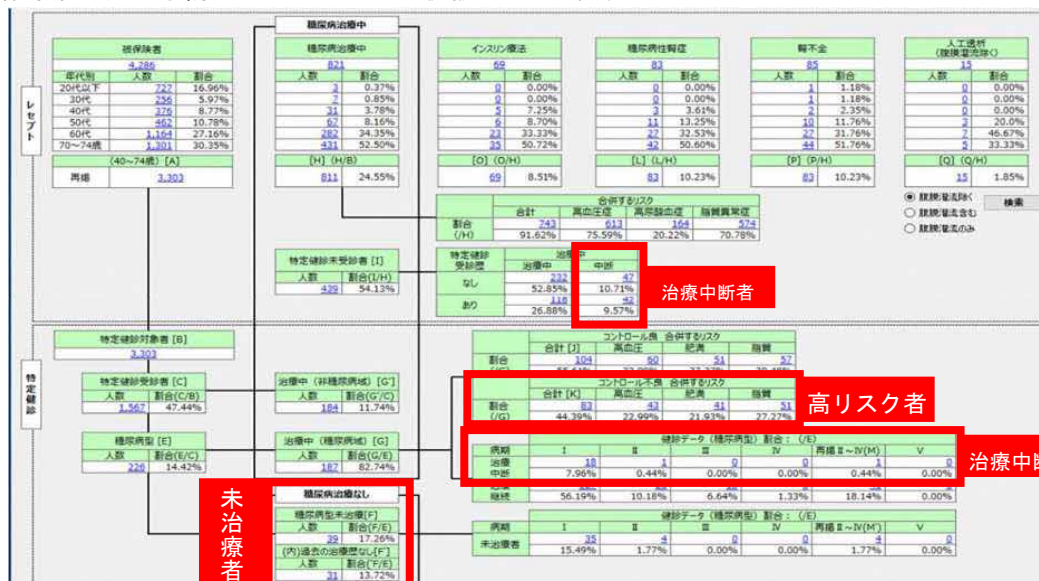 糖尿病治療中
レセプト
被保険者
4,286
年代別 人数 割合
20代以下 727 16.96%
30代 256 5.97%
40代 376 8.77%
50代 462 10.78%
60代 1,164 27.16%
70～74歳 1,301 30.35%
(40～74歳) [A]
再掲 3,303
糖尿病治療中
821
人数 割合
3 0.37%
7 0.85%
31 3.78%
67 8.16%
282 34.35%
431 52.50%
[H] (H/B)
811 24.55%
インスリン療法
69
人数 割合
0 0.00%
0 0.00%
5 7.25%
6 8.70%
23 33.33%
35 50.72%
[O] (O/H)
69 8.51%
糖尿病性腎症
83
人数 割合
0 0.00%
0 0.00%
3 3.61%
11 13.25%
27 32.53%
42 50.60%
[L] (L/H)
83 10.23%
腎不全
85
人数 割合
1 1.18%
1 1.18%
2 2.35%
10 11.76%
27 31.76%
44 51.76%
[P] (P/H)
83 10.23%
人工透析
(腹膜灌流除く)
15
人数 割合
0 0.00%
0 0.00%
0 0.00%
3 20.0%
7 46.67%
5 33.33%
[Q] (Q/H)
15 1.85%
腹膜灌流除く
腹膜灌流含む
腹膜灌流のみ
検索
合併するリスク
合計 高血圧症 高尿酸血症 脂質異常症
割合 743 613 164 574
(/H) 91.62% 75.59% 20.22% 70.78%
特定健診未受診者 [I]
人数 割合(I/H)
439 54.13%
特定健診
受診歴
治療中
治療中 中断
なし 232 47
52.85% 10.71%
あり 118 42
26.88% 9.57%
治療中断者
特定健診
特定健診対象者 [B]
3,303
特定健診受診者 [C]
人数 割合(C/B)
1,567 47.44%
糖尿病型 [E]
人数 割合(E/C)
226 14.42%
治療中（非糖尿病域）[G']
人数 割合(G'/C)
184 11.74%
治療中（糖尿病域）[G]
人数 割合(G/E)
187 82.74%
コントロール良 合併するリスク
合計 [J] 高血圧 肥満 脂質
割合 104 60 51 57
コントロール不良 合併するリスク
合計 [K] 高血圧 肥満 脂質
割合 83 43 41 51
(/G) 44.39% 22.99% 21.93% 27.27%
高リスク者
健診データ（糖尿病型）割合：（/E）
病期 I II III IV 再掲II～IV(M) V
治療 18 1 0 0 1 0
中断 7.96% 0.44% 0.00% 0.00% 0.44% 0.00%
治療中断
継続 56.19% 10.18% 6.64% 1.33% 18.14% 0.00%
糖尿病治療なし
未治療者
糖尿病型未治療[F]
人数 割合(F/E)
39 17.26%
(内)過去の治療歴なし[F']
人数 割合(F'/E)
31 13.72%
健診データ（糖尿病型）割合：（/E）
病期 I II III IV 再掲II～IV(M') V
未治療者 35 4 0 0 4 0
15.49% 1.77% 0.00% 0.00% 1.77% 0.00%